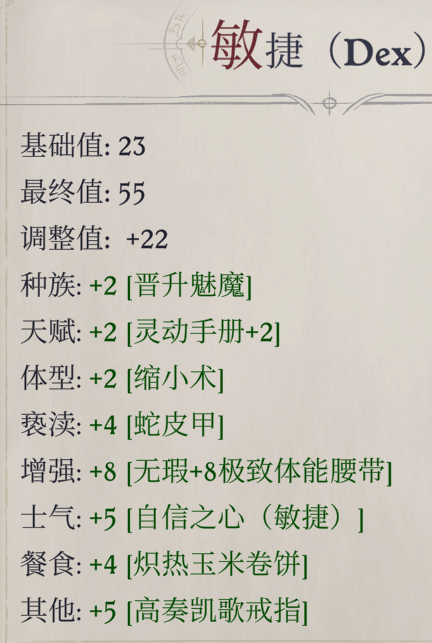 敏捷（Dex）
基础值: 23
最终值: 55
调整值: +22
种族: +2 [晋升魅魔]
天赋: +2 [灵动手册+2]
体型: +2 [缩小术]
亵渎: +4 [蛇皮甲]
增强: +8 [无瑕+8极致体能腰带]
士气: +5 [自信之心（敏捷）]
餐食: +4 [炽热玉米卷饼]
其他: +5 [高奏凯歌戒指]